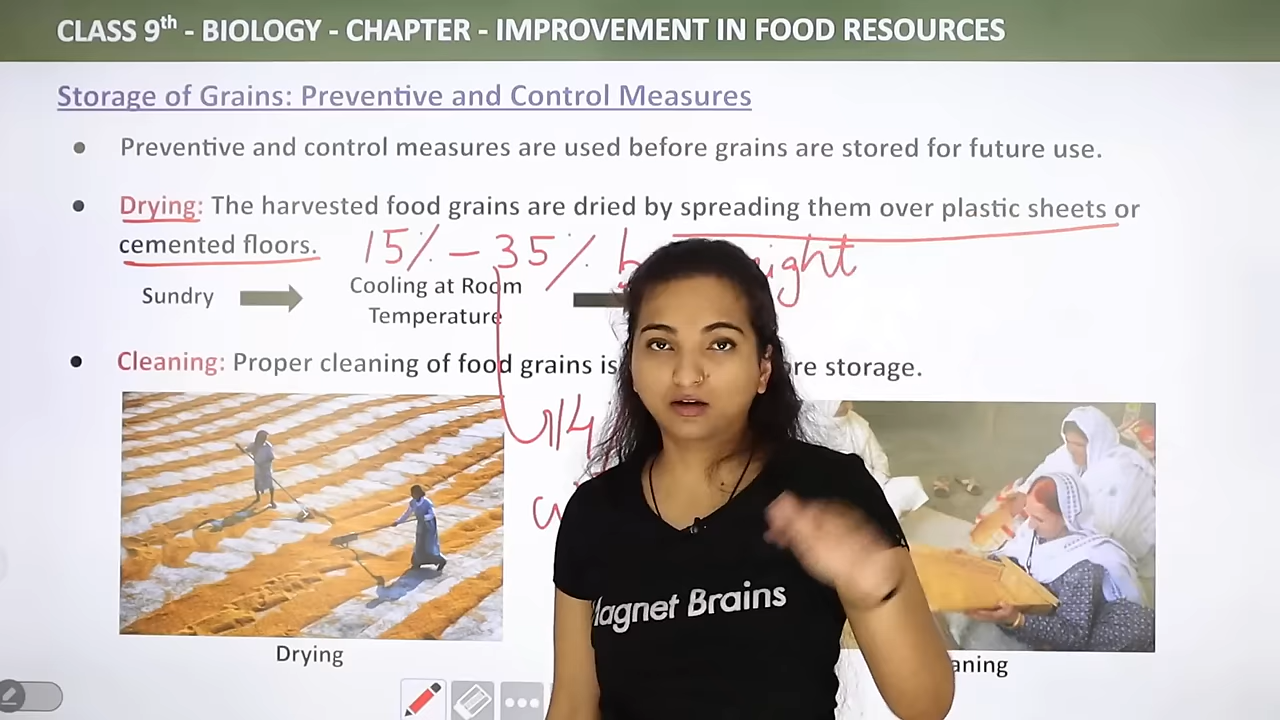 CLASS 9th - BIOLOGY - CHAPTER - IMPROVEMENT IN FOOD RESOURCES
Storage of Grains: Preventive and Control Measures
• Preventive and control measures are used before grains are stored for future use.
• Drying: The harvested food grains are dried by spreading them over plastic sheets or
cemented floors. 15% - 35%
Sundry
Cooling at Room
Temperature
• Cleaning: Proper cleaning of food grains is storage.
Magnet Brains
Drying